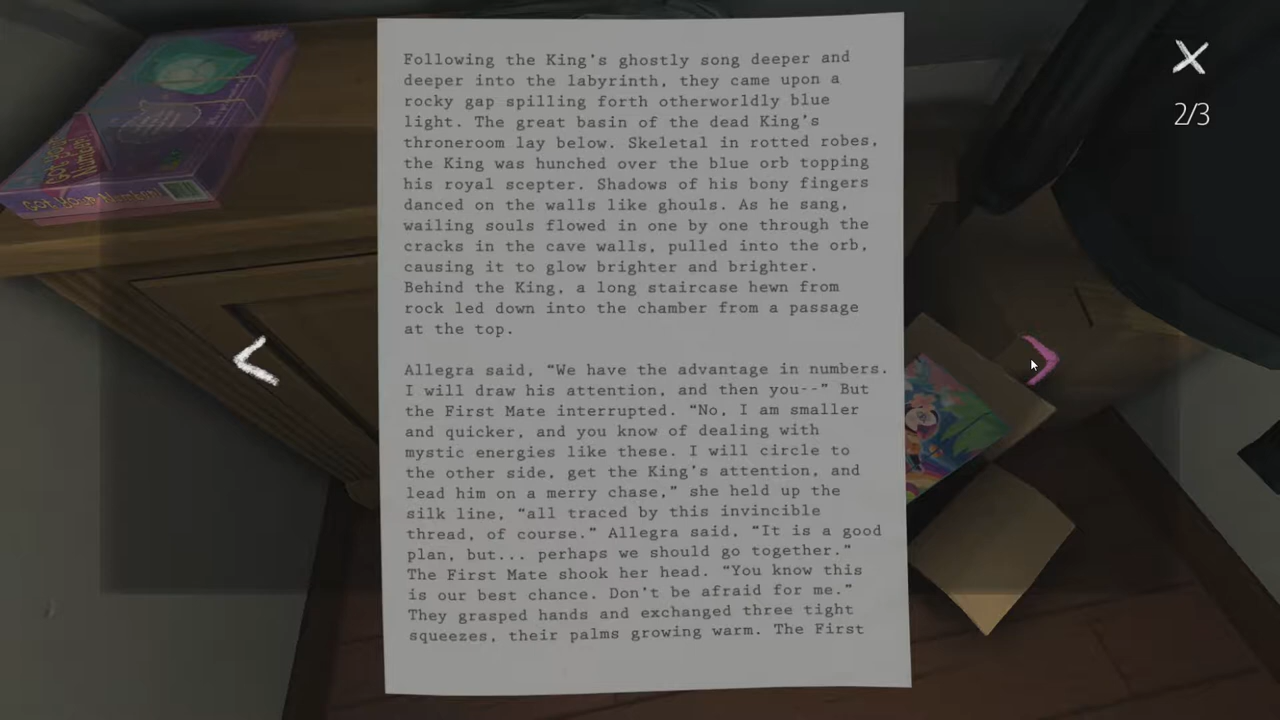 2/3
Following the King's ghostly song deeper and
deeper into the labyrinth, they came upon a
rocky gap spilling forth otherworldly blue
light. The great basin of the dead King's
throneroom lay below. Skeletal in rotted robes,
the King was hunched over the blue orb topping
his royal scepter. Shadows of his bony fingers
danced on the walls like ghouls. As he sang,
wailing souls flowed in one by one through the
cracks in the cave walls, pulled into the orb,
causing it to glow brighter and brighter.
Behind the King, a long staircase hewn from
rock led down into the chamber from a passage
at the top.
Allegra said, “We have the advantage in numbers.
I will draw his attention, and then you--” But
the First Mate interrupted. “No, I am smaller
and quicker, and you know of dealing with
mystic energies like these. I will circle to
the other side, get the King's attention, and
lead him on a merry chase,” she held up the
silk line, “all traced by this invincible
thread, of course.” Allegra said, “It is a good
plan, but... perhaps we should go together.”
The First Mate shook her head. “You know this
is our best chance. Don't be afraid for me.”
They grasped hands and exchanged three tight
squeezes, their palms growing warm. The First
Got Your Number!